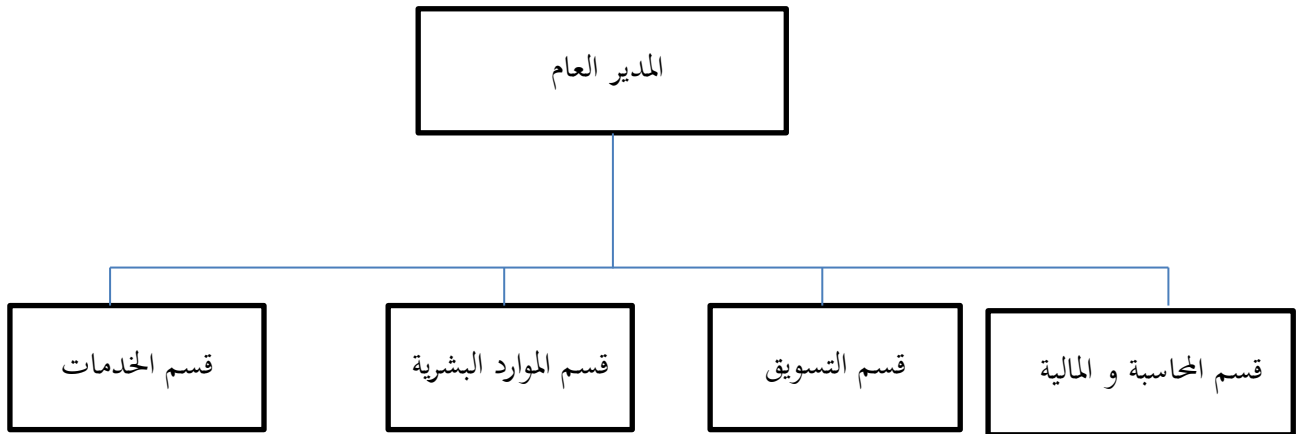 المدير العام
قسم المحاسبة و المالية
قسم التسويق
قسم الموارد البشرية
قسم الخدمات